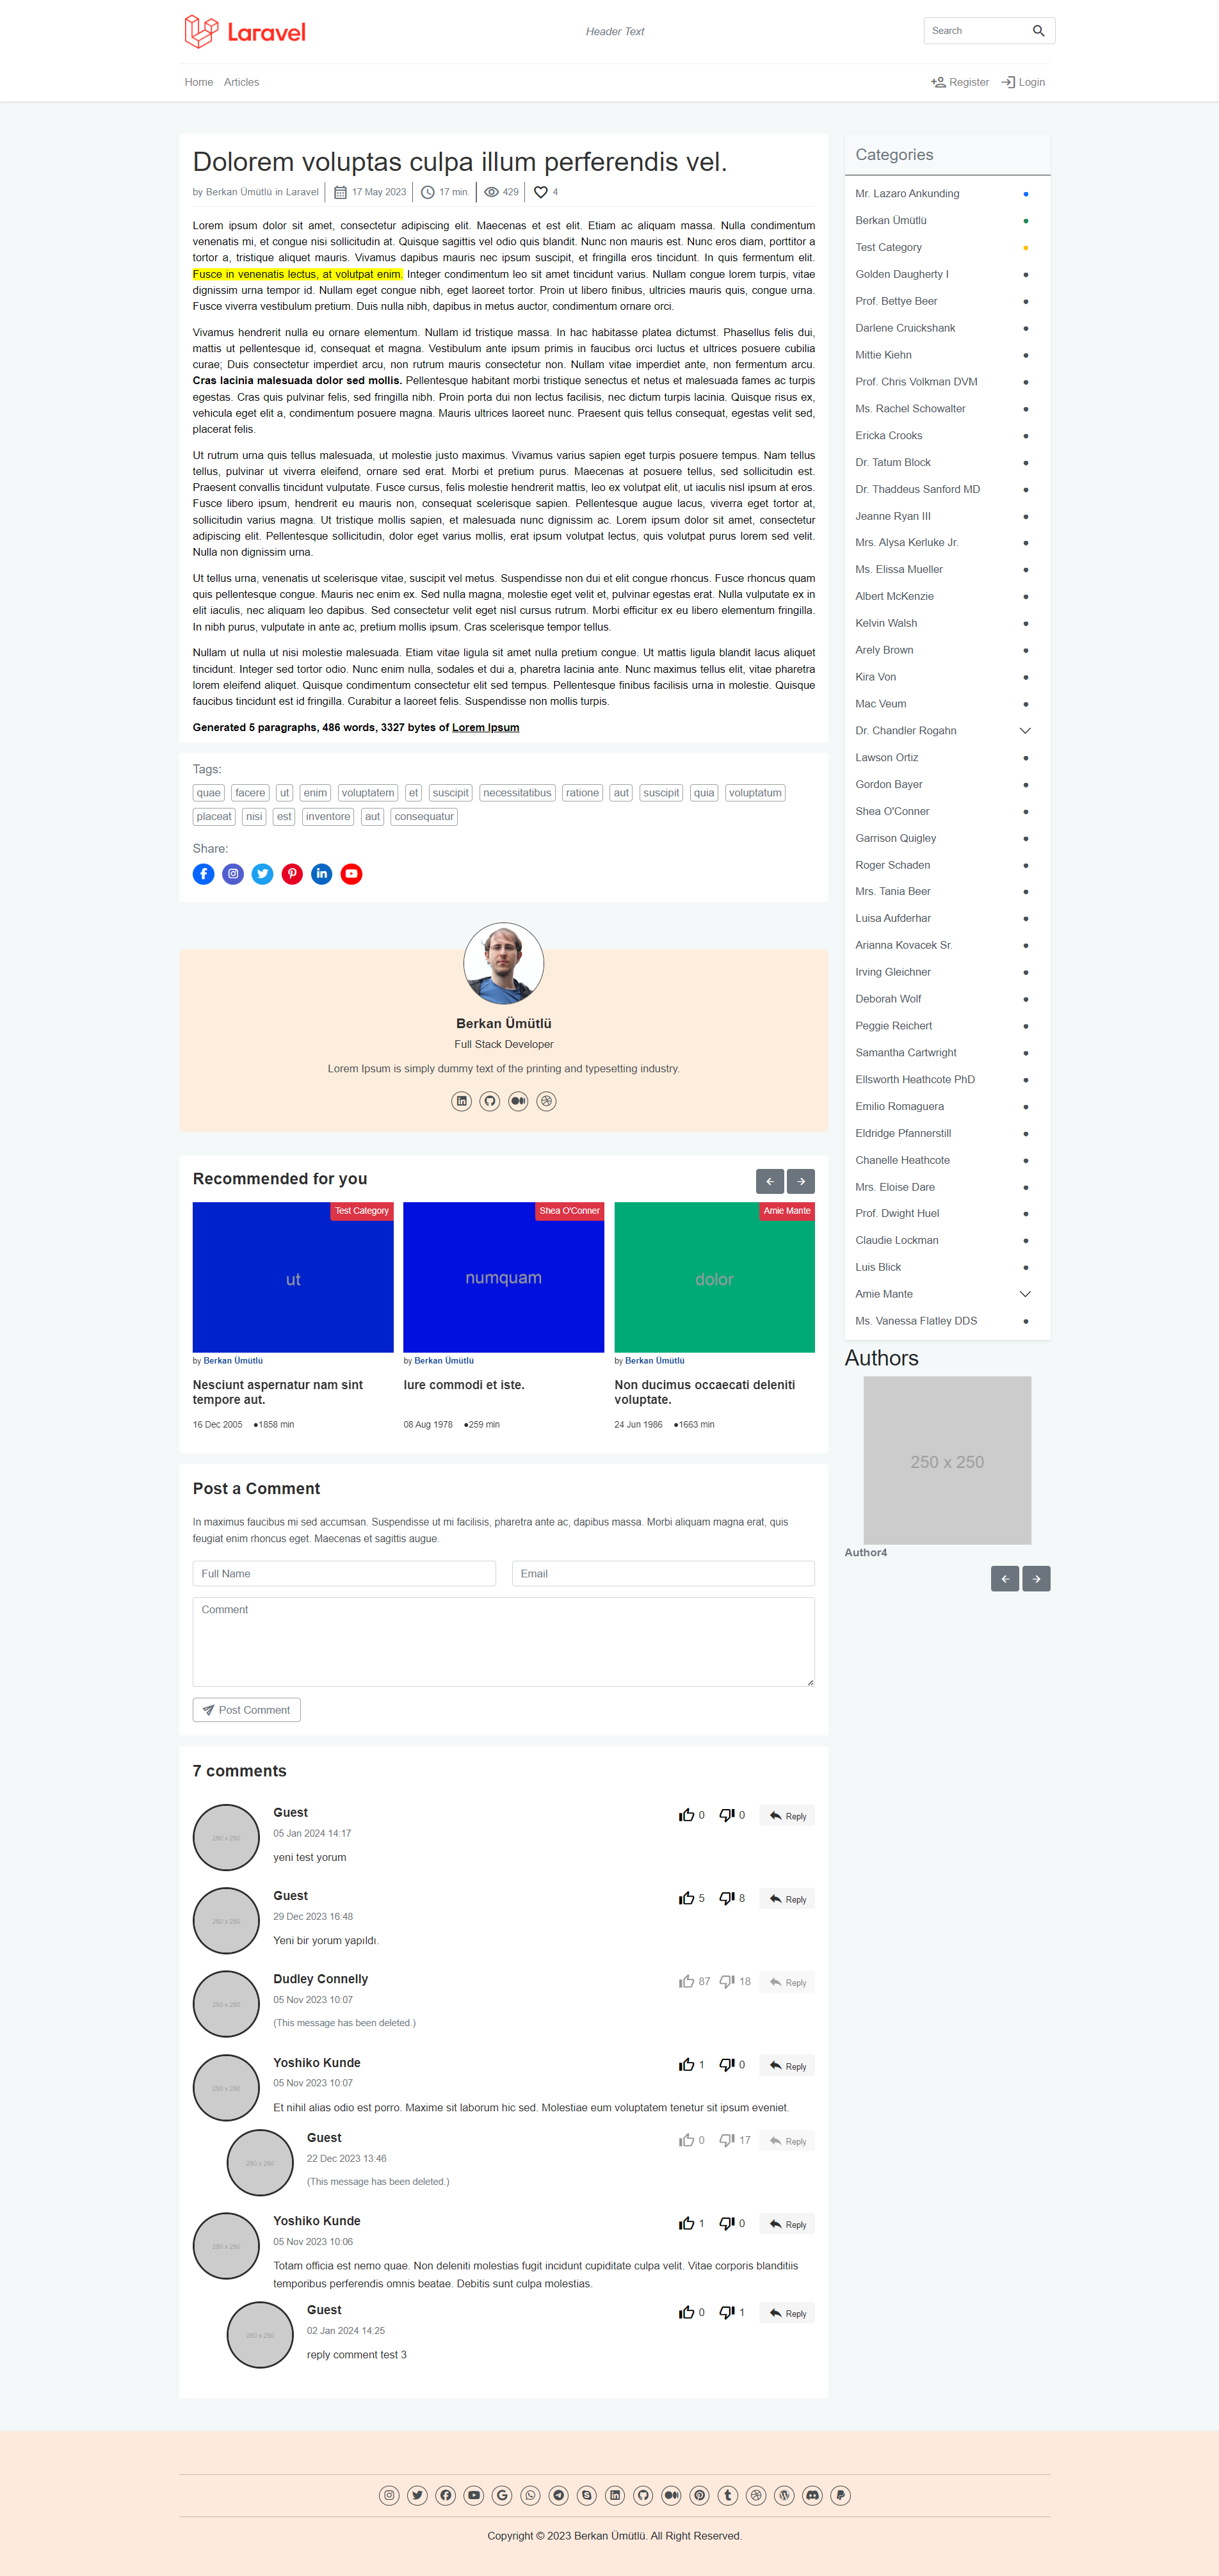 Laravel
Header Text
Search
Home Articles
Register Login
Dolorem voluptas culpa illum perferendis vel.
by Berkan Ümütlü in Laravel 17 May 2023 17 min. 429 4
Lorem ipsum dolor sit amet, consectetur adipiscing elit. Maecenas et est elit. Etiam ac aliquam massa. Nulla condimentum
venenatis mi, et congue nisi sollicitudin at. Quisque sagittis vel odio quis blandit. Nunc non mauris est. Nunc eros diam, porttitor a
tortor a, tristique aliquet mauris. Vivamus dapibus mauris nec ipsum suscipit, et fringilla eros tincidunt. In quis fermentum elit.
Fusce in venenatis lectus, at volutpat enim. Integer condimentum leo sit amet tincidunt varius. Nullam congue lorem turpis, vitae
dignissim urna tempor id. Nullam eget congue nibh, eget laoreet tortor. Proin ut libero finibus, ultricies mauris quis, congue urna.
Fusce viverra vestibulum pretium. Duis nulla nibh, dapibus in metus auctor, condimentum ornare orci.
Vivamus hendrerit nulla eu ornare elementum. Nullam id tristique massa. In hac habitasse platea dictumst. Phasellus felis dui,
mattis ut pellentesque id, consequat et magna. Vestibulum ante ipsum primis in faucibus orci luctus et ultrices posuere cubilia
curae; Duis consectetur imperdiet arcu, non rutrum mauris consectetur non. Nullam vitae imperdiet ante, non fermentum arcu.
Cras lacinia malesuada dolor sed mollis. Pellentesque habitant morbi tristique senectus et netus et malesuada fames ac turpis
egestas. Cras quis pulvinar felis, sed fringilla nibh. Proin porta dui non lectus facilisis, nec dictum turpis lacinia. Quisque risus ex,
vehicula eget elit a, condimentum posuere magna. Mauris ultrices laoreet nunc. Praesent quis tellus consequat, egestas velit sed,
placerat felis.
Ut rutrum urna quis tellus malesuada, ut molestie justo maximus. Vivamus varius sapien eget turpis posuere tempus. Nam tellus
tellus, pulvinar ut viverra eleifend, ornare sed erat. Morbi et pretium purus. Maecenas at posuere tellus, sed sollicitudin est.
Praesent convallis tincidunt vulputate. Fusce cursus, felis molestie hendrerit mattis, leo ex volutpat elit, ut iaculis nisl ipsum at eros.
Fusce libero ipsum, hendrerit eu mauris non, consequat scelerisque sapien. Pellentesque augue lacus, viverra eget tortor at,
sollicitudin varius magna. Ut tristique mollis sapien, et malesuada nunc dignissim ac. Lorem ipsum dolor sit amet, consectetur
adipiscing elit. Pellentesque sollicitudin, dolor eget varius mollis, erat ipsum volutpat lectus, quis volutpat purus lorem sed velit.
Nulla non dignissim urna.
Ut tellus urna, venenatis ut scelerisque vitae, suscipit vel metus. Suspendisse non dui et elit congue rhoncus. Fusce rhoncus quam
quis pellentesque congue. Mauris nec enim ex. Sed nulla magna, molestie eget velit et, pulvinar egestas erat. Nulla vulputate ex in
elit iaculis, nec aliquam leo dapibus. Sed consectetur velit eget nisl cursus rutrum. Morbi efficitur ex eu libero elementum fringilla.
In nibh purus, vulputate in ante ac, pretium mollis ipsum. Cras scelerisque tempor tellus.
Nullam ut nulla ut nisi molestie malesuada. Etiam vitae ligula sit amet nulla pretium congue. Ut mattis ligula blandit lacus aliquet
tincidunt. Integer sed tortor odio. Nunc enim nulla, sodales et dui a, pharetra lacinia ante. Nunc maximus tellus elit, vitae pharetra
lorem eleifend aliquet. Quisque condimentum consectetur elit sed tempus. Pellentesque finibus facilisis urna in molestie. Quisque
faucibus tincidunt est id fringilla. Curabitur a laoreet felis. Suspendisse non mollis turpis.
Generated 5 paragraphs, 486 words, 3327 bytes of Lorem Ipsum
Tags:
quae facere ut enim voluptatem et suscipit necessitatibus ratione aut suscipit quia voluptatum
placeat nisi est inventore aut consequatur
Share:
Berkan Ümütlü
Full Stack Developer
Lorem Ipsum is simply dummy text of the printing and typesetting industry.
Recommended for you
Test Category
ut
by Berkan Ümütlü
Nesciunt aspernatur nam sint
tempore aut.
16 Dec 2005 ●1858 min
Shea O'Conner
numquam
by Berkan Ümütlü
Iure commodi et iste.
08 Aug 1978 ●259 min
Amie Mante
dolor
by Berkan Ümütlü
Non ducimus occaecati deleniti
voluptate.
24 Jun 1986 ●1663 min
Post a Comment
In maximus faucibus mi sed accumsan. Suspendisse ut mi facilisis, pharetra ante ac, dapibus massa. Morbi aliquam magna erat, quis
feugiat enim rhoncus eget. Maecenas et sagittis augue.
Full Name
Email
Comment
Post Comment
7 comments
250 x 250
Guest
0 0 Reply
05 Jan 2024 14:17
yeni test yorum
250 x 250
Guest
5 8 Reply
29 Dec 2023 16:48
Yeni bir yorum yapıldı.
250 x 250
Dudley Connelly
87 18 Reply
05 Nov 2023 10:07
(This message has been deleted.)
250 x 250
Yoshiko Kunde
1 0 Reply
05 Nov 2023 10:07
Et nihil alias odio est porro. Maxime sit laborum hic sed. Molestiae eum voluptatem tenetur sit ipsum eveniet.
250 x 250
Guest
0 17 Reply
22 Dec 2023 13:46
(This message has been deleted.)
250 x 250
Yoshiko Kunde
1 0 Reply
05 Nov 2023 10:06
Totam officia est nemo quae. Non deleniti molestias fugit incidunt cupiditate culpa velit. Vitae corporis blanditiis
temporibus perferendis omnis beatae. Debitis sunt culpa molestias.
250 x 250
Guest
0 1 Reply
02 Jan 2024 14:25
reply comment test 3
Categories
Mr. Lazaro Ankunding
Berkan Ümütlü
Test Category
Golden Daugherty I
Prof. Bettye Beer
Darlene Cruickshank
Mittie Kiehn
Prof. Chris Volkman DVM
Ms. Rachel Schowalter
Ericka Crooks
Dr. Tatum Block
Dr. Thaddeus Sanford MD
Jeanne Ryan III
Mrs. Alysa Kerluke Jr.
Ms. Elissa Mueller
Albert McKenzie
Kelvin Walsh
Arely Brown
Kira Von
Mac Veum
Dr. Chandler Rogahn
Lawson Ortiz
Gordon Bayer
Shea O'Conner
Garrison Quigley
Roger Schaden
Mrs. Tania Beer
Luisa Aufderhar
Arianna Kovacek Sr.
Irving Gleichner
Deborah Wolf
Peggie Reichert
Samantha Cartwright
Ellsworth Heathcote PhD
Emilio Romaguera
Eldridge Pfannerstill
Chanelle Heathcote
Mrs. Eloise Dare
Prof. Dwight Huel
Claudie Lockman
Luis Blick
Amie Mante
Ms. Vanessa Flatley DDS
Authors
250 x 250
Author4
Copyright © 2023 Berkan Ümütlü. All Right Reserved.